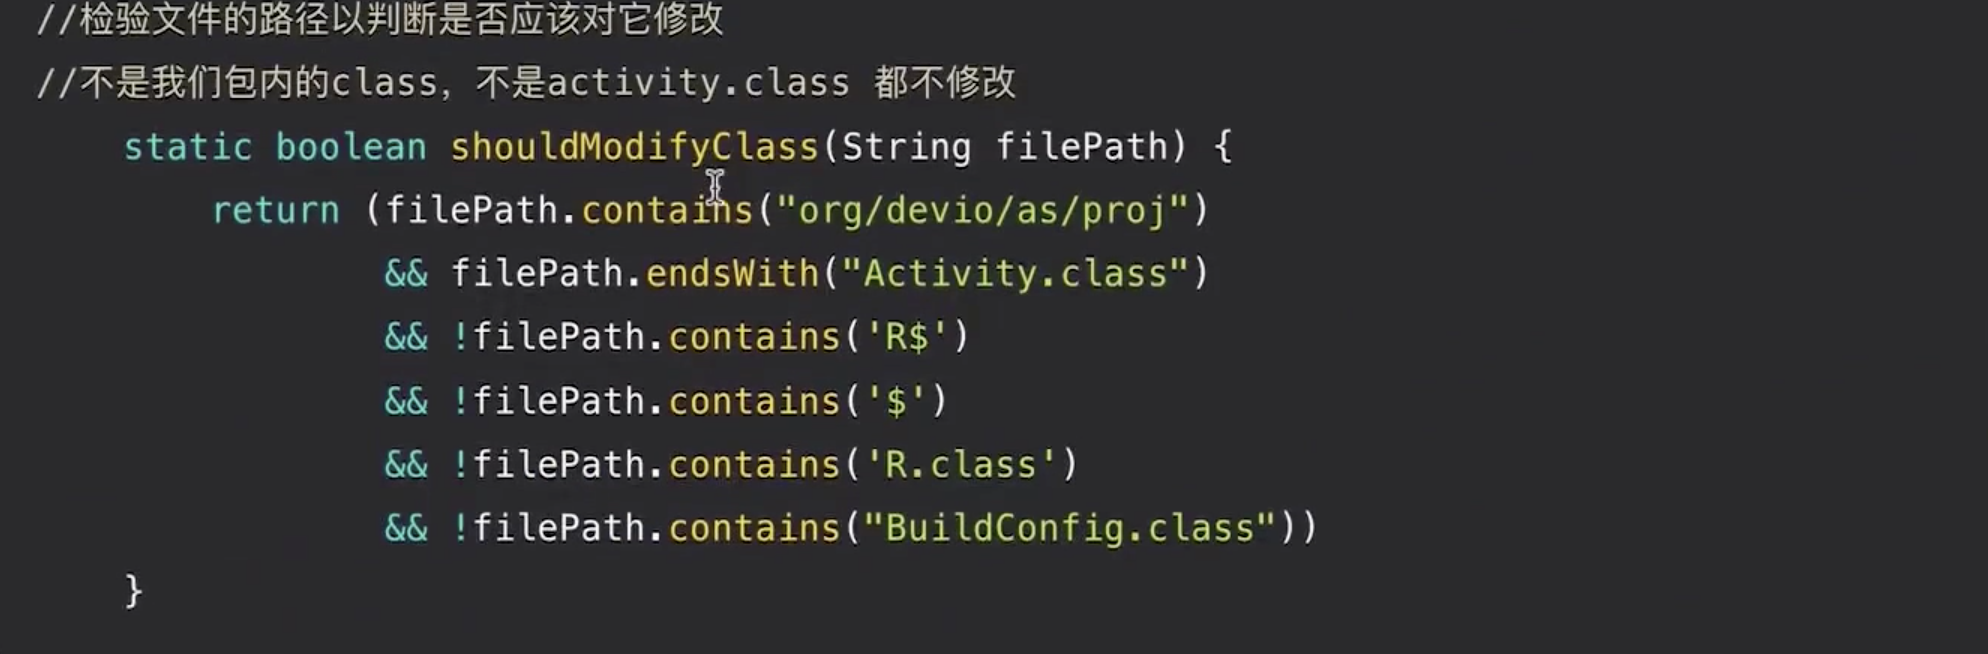 //检验文件的路径以判断是否应该对它修改
//不是我们包内的class, 不是activity.class 都不修改
static boolean shouldModifyClass(String filePath) {
return (filePath.contains("org/devio/as/proj")
&& filePath.endsWith("Activity.class")
&& !filePath.contains('R$')
&& !filePath.contains('$')
&& !filePath.contains('R.class')
&& !filePath.contains("BuildConfig.class"))
}